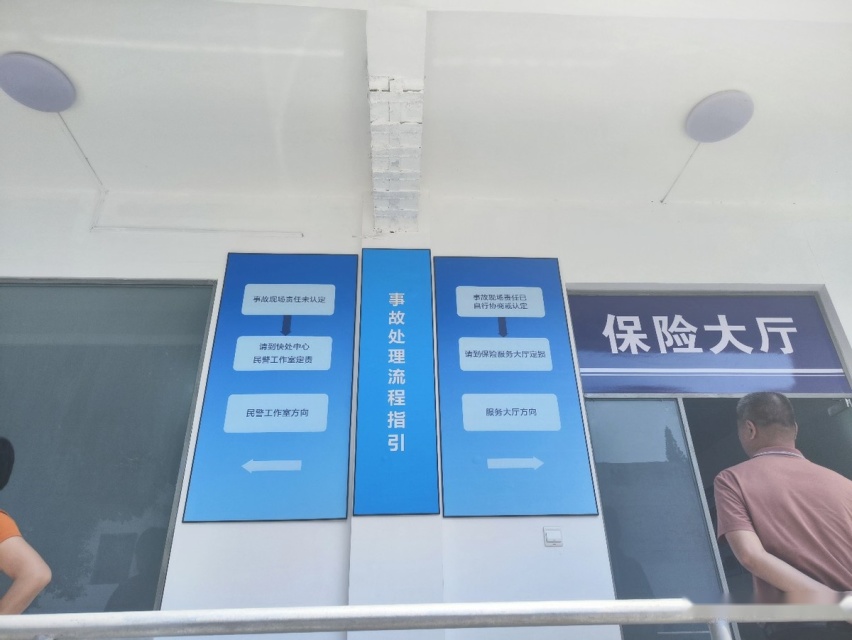 事故现场责任未认定
请到快处中心
民警工作室定责
民警工作室方向
事故处理流程指引
事故现场责任已
自行协商或认定
请到保险服务大厅定损
服务大厅方向
保险大厅